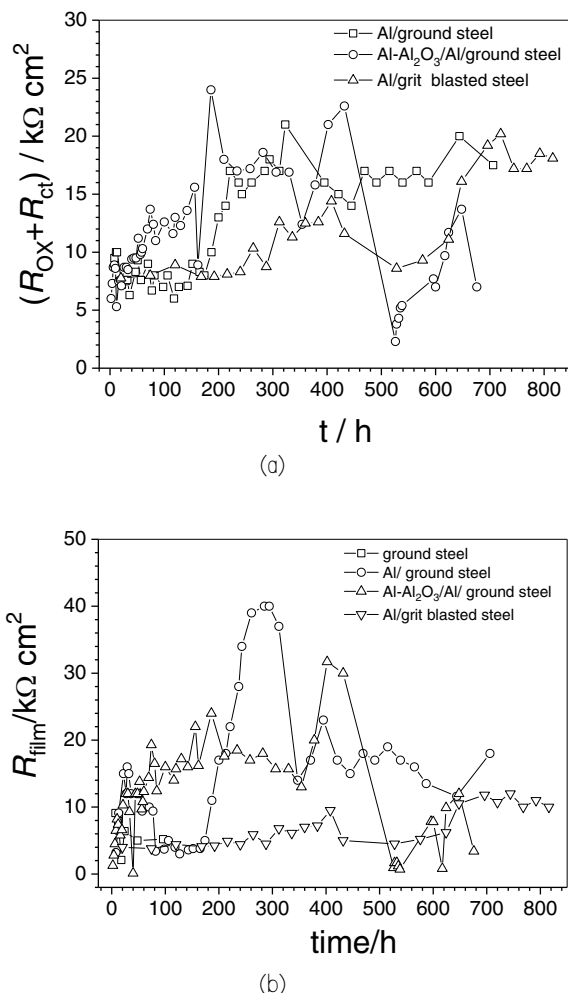 Al/ground steel
Al-Al2O3/Al/ground steel
Al/grit blasted steel
(ROX+Rct) / kΩ cm2
30
25
20
15
10
5
0
0 100 200 300 400 500 600 700 800
t / h
(a)
ground steel
Al/ ground steel
Al-Al2O3/Al/ ground steel
Al/grit blasted steel
Rfilm/kΩ cm2
50
40
30
20
10
0
0 100 200 300 400 500 600 700 800
time/h
(b)